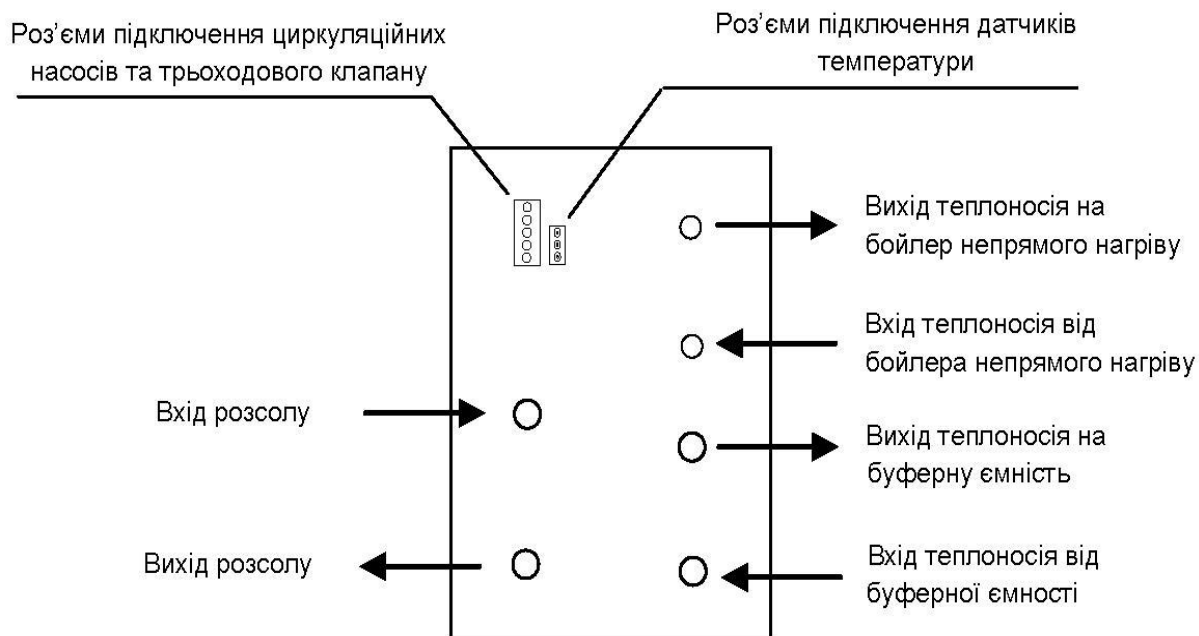 Роз’єми підключення циркуляційних
насосів та трьоходового клапану
Роз’єми підключення датчиків
температури
Вихід теплоносія на
бойлер непрямого нагріву
Вхід теплоносія від
бойлера непрямого нагріву
Вхід розсолу
Вихід теплоносія на
буферну ємність
Вихід розсолу
Вхід теплоносія від
буферної ємності